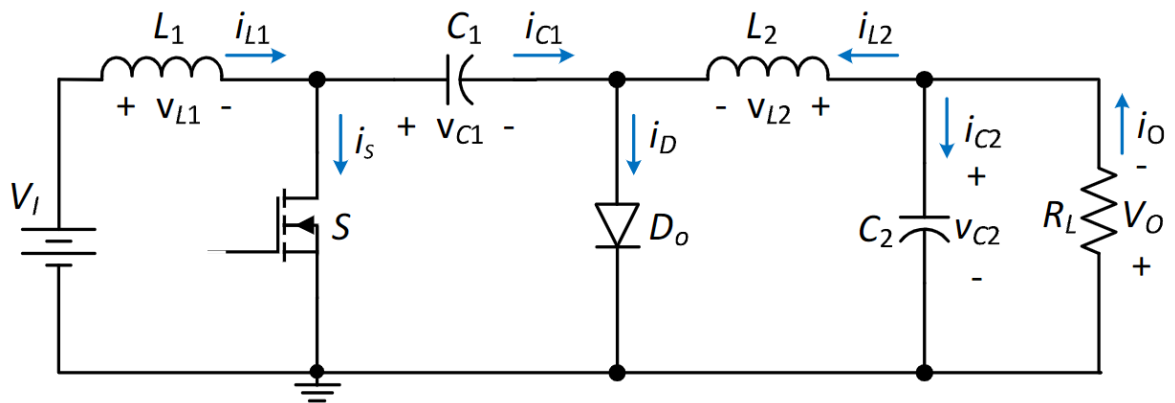 L1 iL1 C1 iC1 L2 iL2
+ vL1 - + vC1 - - vL2 +
is iD iC2 iO
VI S Do C2 + vC2 - RL - VO +